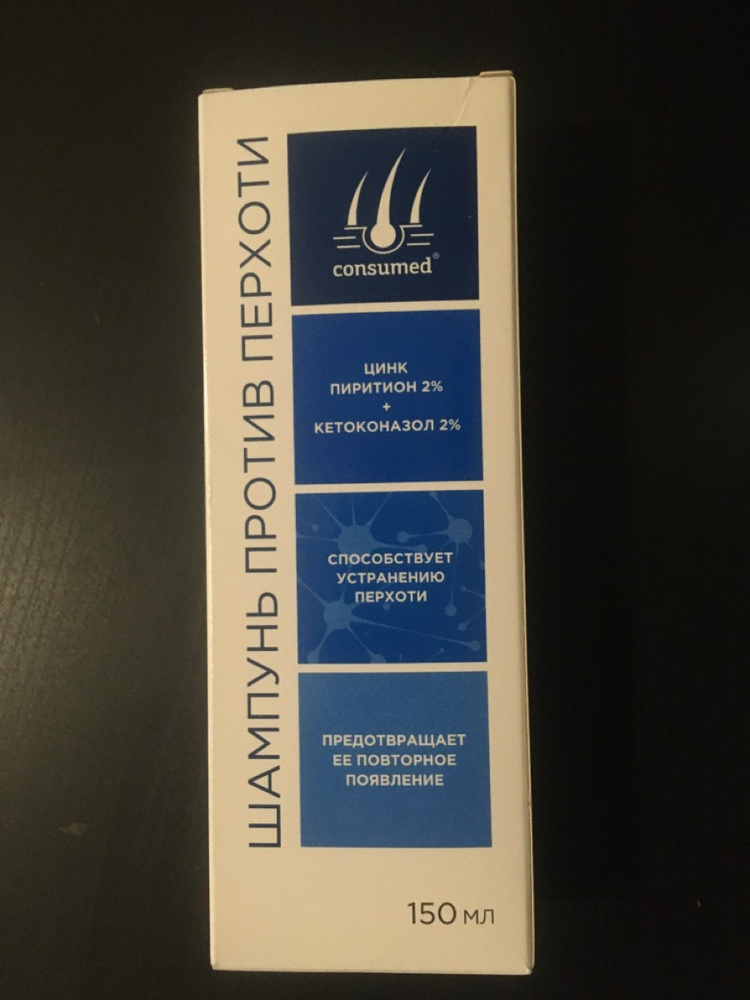 ШАМПУНЬ ПРОТИВ ПЕРХОТИ
consumed®
ЦИНК
ПИРИТИОН 2%
+
КЕТОКОНАЗОЛ 2%
СПОСОБСТВУЕТ
УСТРАНЕНИЮ
ПЕРХОТИ
ПРЕДОТВРАЩАЕТ
ЕЕ ПОВТОРНОЕ
ПОЯВЛЕНИЕ
150 МЛ